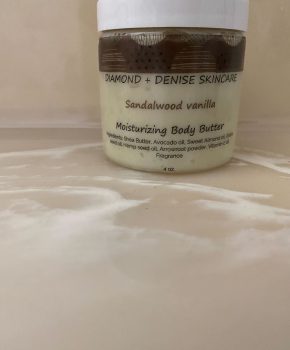 DIAMOND + DENISE SKINCARE
Sandalwood vanilla
Moisturizing Body Butter
Ingredients: Shea Butter, Avocado oil, Sweet Almond oil,
seed oil, Hemp seed oil, Arrowroot powder, Vitamin E oil,
Fragrance
4 oz